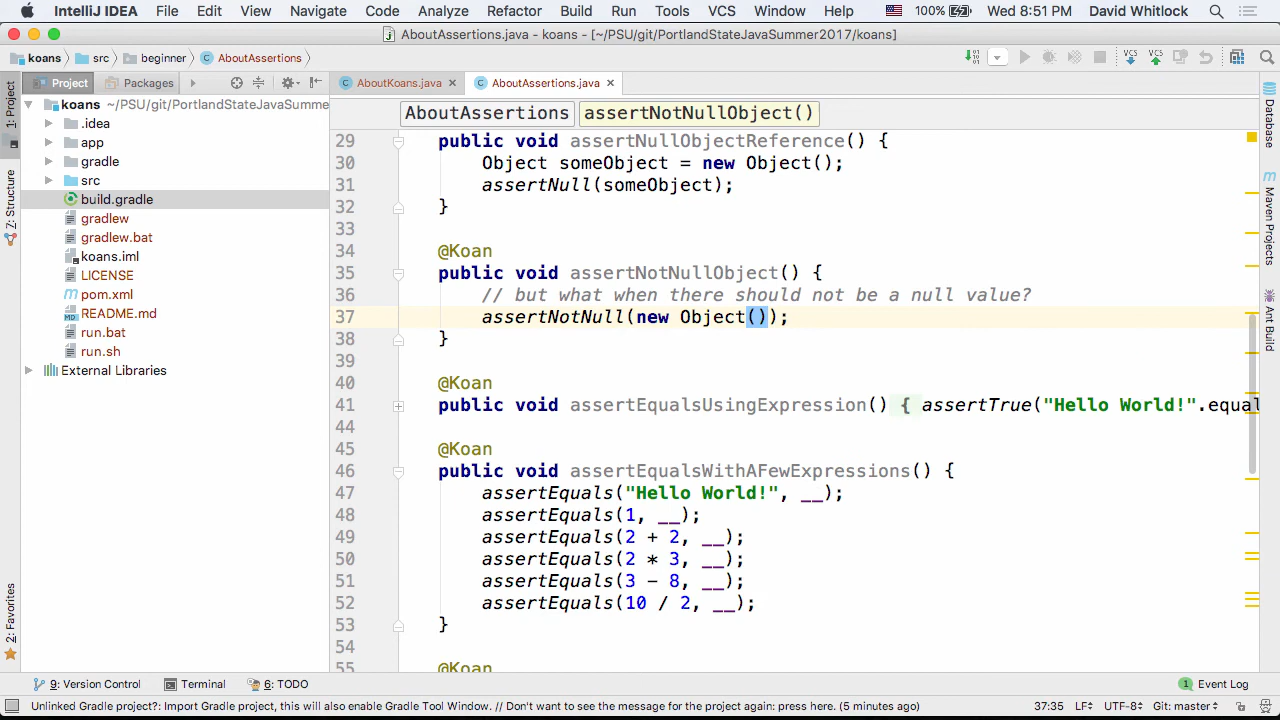 IntelliJ IDEA File Edit View Navigate Code Analyze Refactor Build Run Tools VCS Window Help 100% Wed 8:51 PM David Whitlock
AboutAssertions.java - koans - [~/PSU/git/PortlandStateJavaSummer2017/koans]
koans src beginner AboutAssertions
Project Packages AboutKoans.java AboutAssertions.java
koans ~/PSU/git/PortlandStateJavaSumme
.idea
app
gradle
src
build.gradle
gradlew
gradlew.bat
koans.iml
LICENSE
pom.xml
README.md
run.bat
run.sh
External Libraries
1: Project
7: Structure
2: Favorites
AboutAssertions assertNotNullObject()
29 public void assertNullObjectReference() {
30 Object someObject = new Object();
31 assertNull(someObject);
32 }
33
34 @Koan
35 public void assertNotNullObject() {
36 // but what when there should not be a null value?
37 assertNotNull(new Object());
38 }
39
40 @Koan
41 public void assertEqualsUsingExpression() { assertTrue("Hello World!".equal
44
45 @Koan
46 public void assertEqualsWithAFewExpressions() {
47 assertEquals("Hello World!", __);
48 assertEquals(1, __);
49 assertEquals(2 + 2, __);
50 assertEquals(2 * 3, __);
51 assertEquals(3 - 8, __);
52 assertEquals(10 / 2, __);
53 }
54
55 @Koan
Database
Maven Projects
Ant Build
9: Version Control Terminal 6: TODO 1 Event Log
Unlinked Gradle project?: Import Gradle project, this will also enable Gradle Tool Window. // Don't want to see the message for the project again: press here. (5 minutes ago) 37:35 LF÷ UTF-8÷ Git: master÷